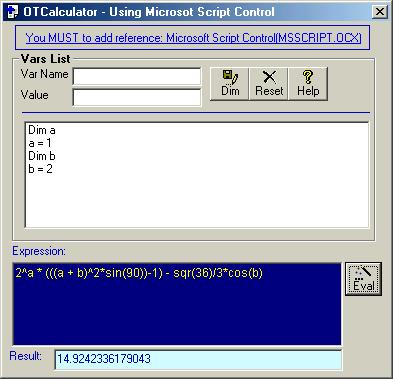 OTCalculator - Using Microsot Script Control
You MUST to add reference: Microsoft Script Control(MSSCRIPT.OCX)
Vars List
Var Name
Value
Dim
Reset
Help
Dim a
a = 1
Dim b
b = 2
Expression:
2^a * (((a + b)^2*sin(90))-1) - sqr(36)/3*cos(b)
Eval
Result:
14.9242336179043